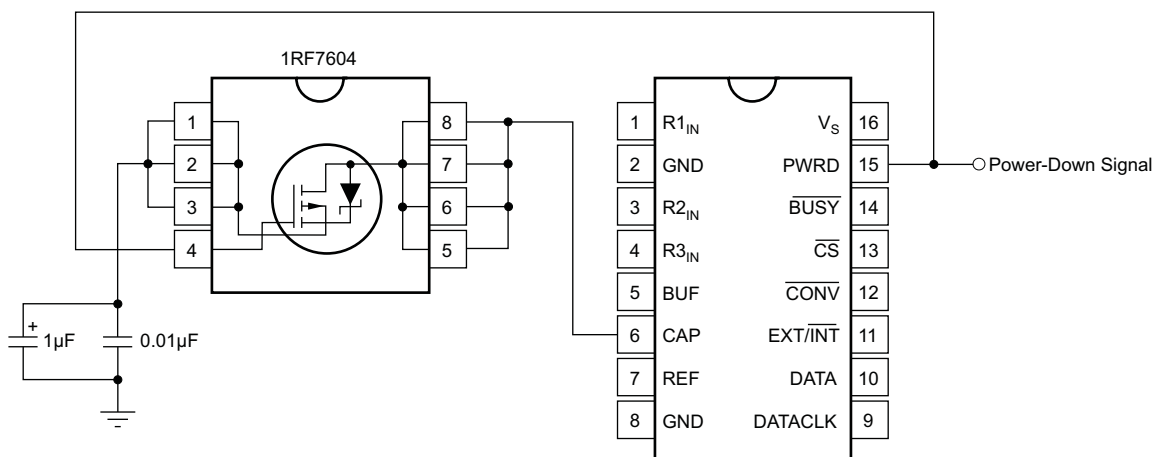 1RF7604
1
2
3
4
8
7
6
5
+
1µF
0.01µF
1 R1IN
2 GND
3 R2IN
4 R3IN
5 BUF
6 CAP
7 REF
8 GND
VS 16
PWRD 15
BUSY 14
CS 13
CONV 12
EXT/INT 11
DATA 10
DATACLK 9
Power-Down Signal